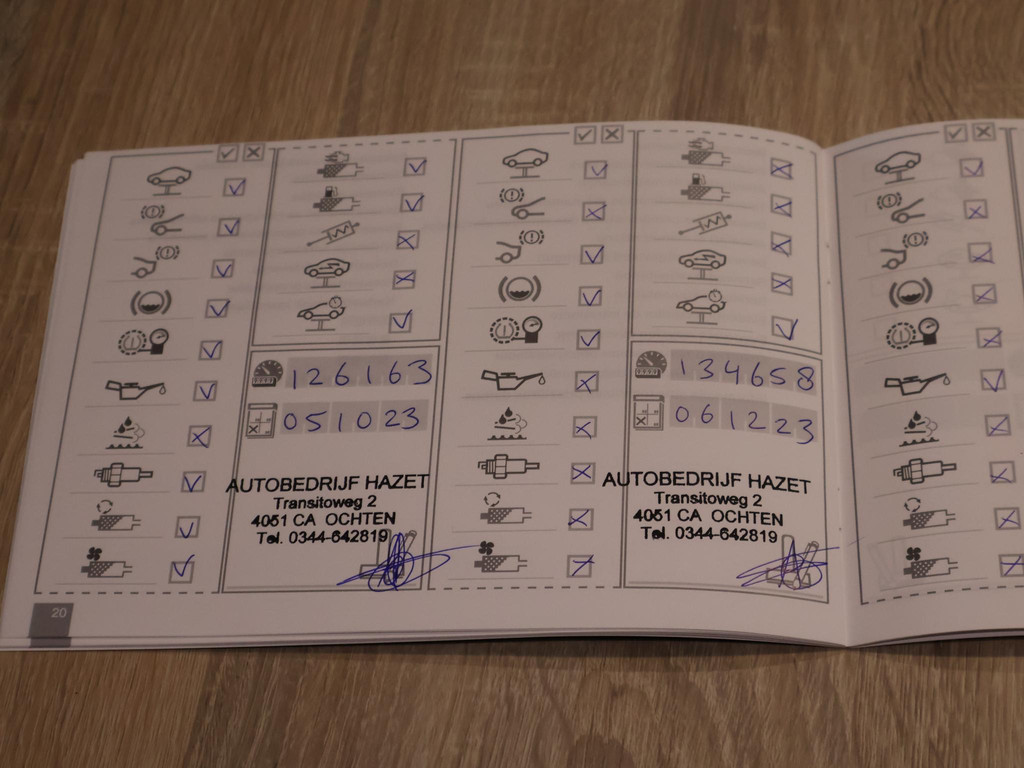 126163
051023
AUTOBEDRIJF HAZET
Transitoweg 2
4051 CA OCHTEN
Tel. 0344-642819
134658
061223
AUTOBEDRIJF HAZET
Transitoweg 2
4051 CA OCHTEN
Tel. 0344-642819
20